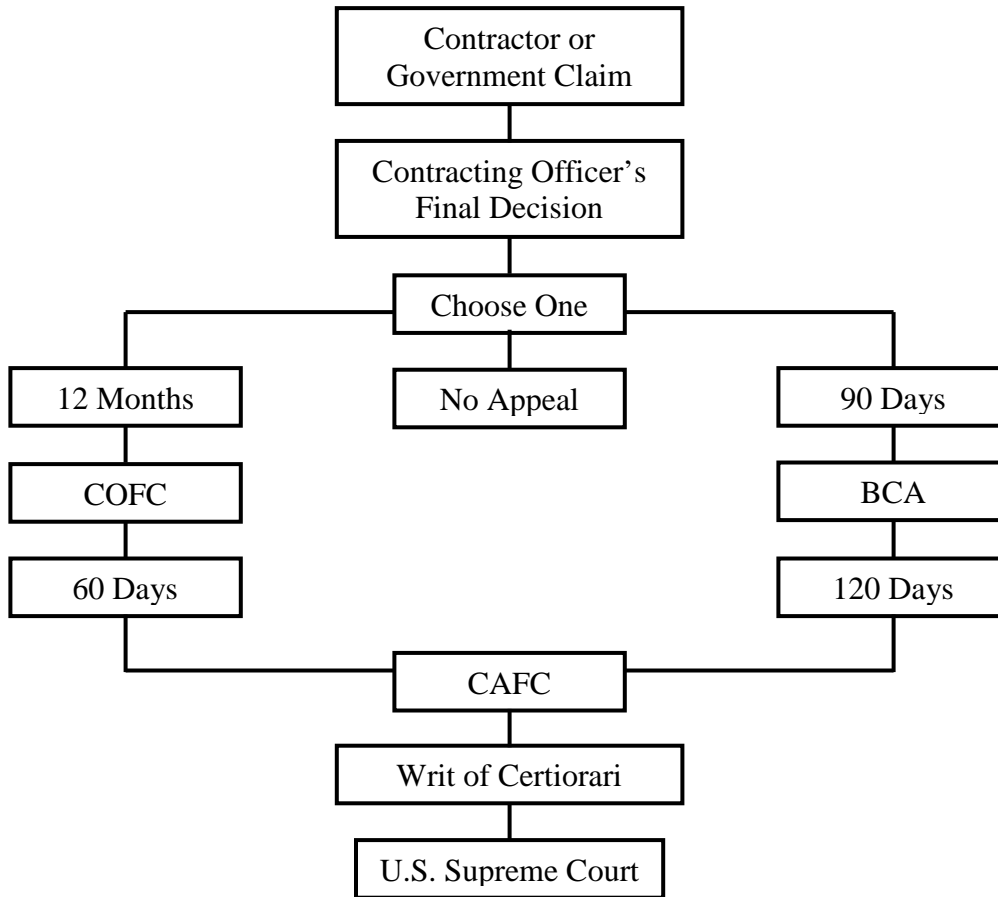 Contractor or
Government Claim
Contracting Officer’s
Final Decision
Choose One
12 Months
No Appeal
90 Days
COFC
BCA
60 Days
120 Days
CAFC
Writ of Certiorari
U.S. Supreme Court